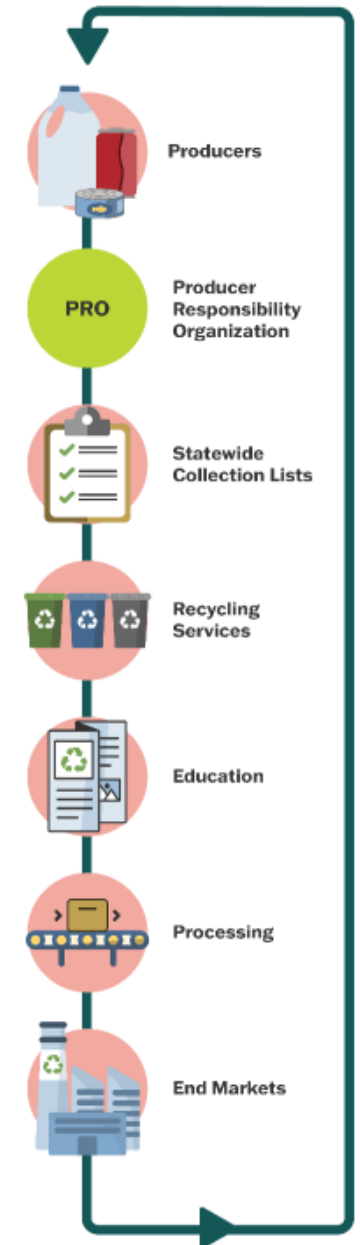 Producers
PRO
Producer
Responsibility
Organization
Statewide
Collection Lists
Recycling
Services
Education
Processing
End Markets